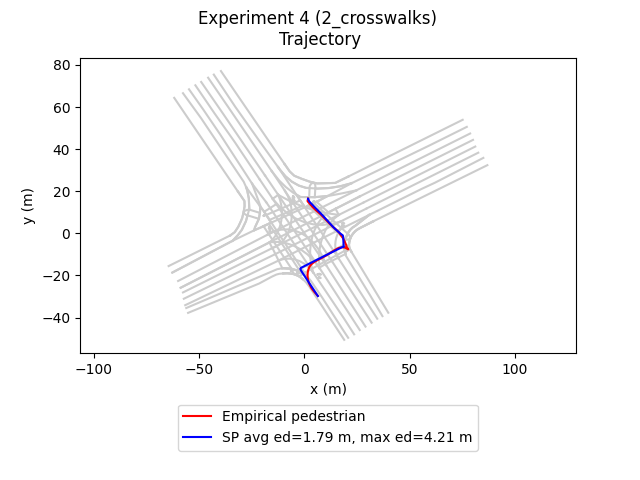 Experiment 4 (2_crosswalks)
Trajectory
80
60
40
20
0
−20
−40
y (m)
−100
−50
0
50
100
x (m)
Empirical pedestrian
SP avg ed=1.79 m, max ed=4.21 m